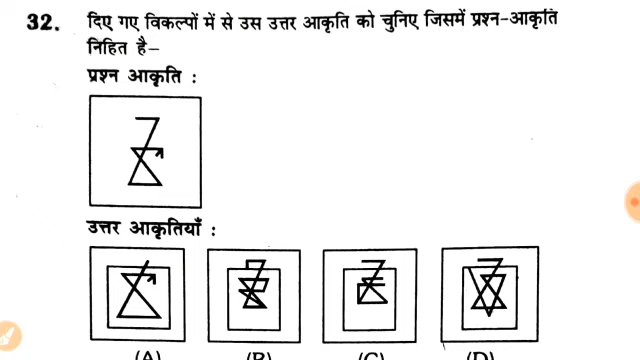 32. दिए गए विकल्पों में से उस उत्तर आकृति को चुनिए जिसमें प्रश्न-आकृति
निहित है–
प्रश्न आकृति :
उत्तर आकृतियाँ :
(A) (B) (C) (D)